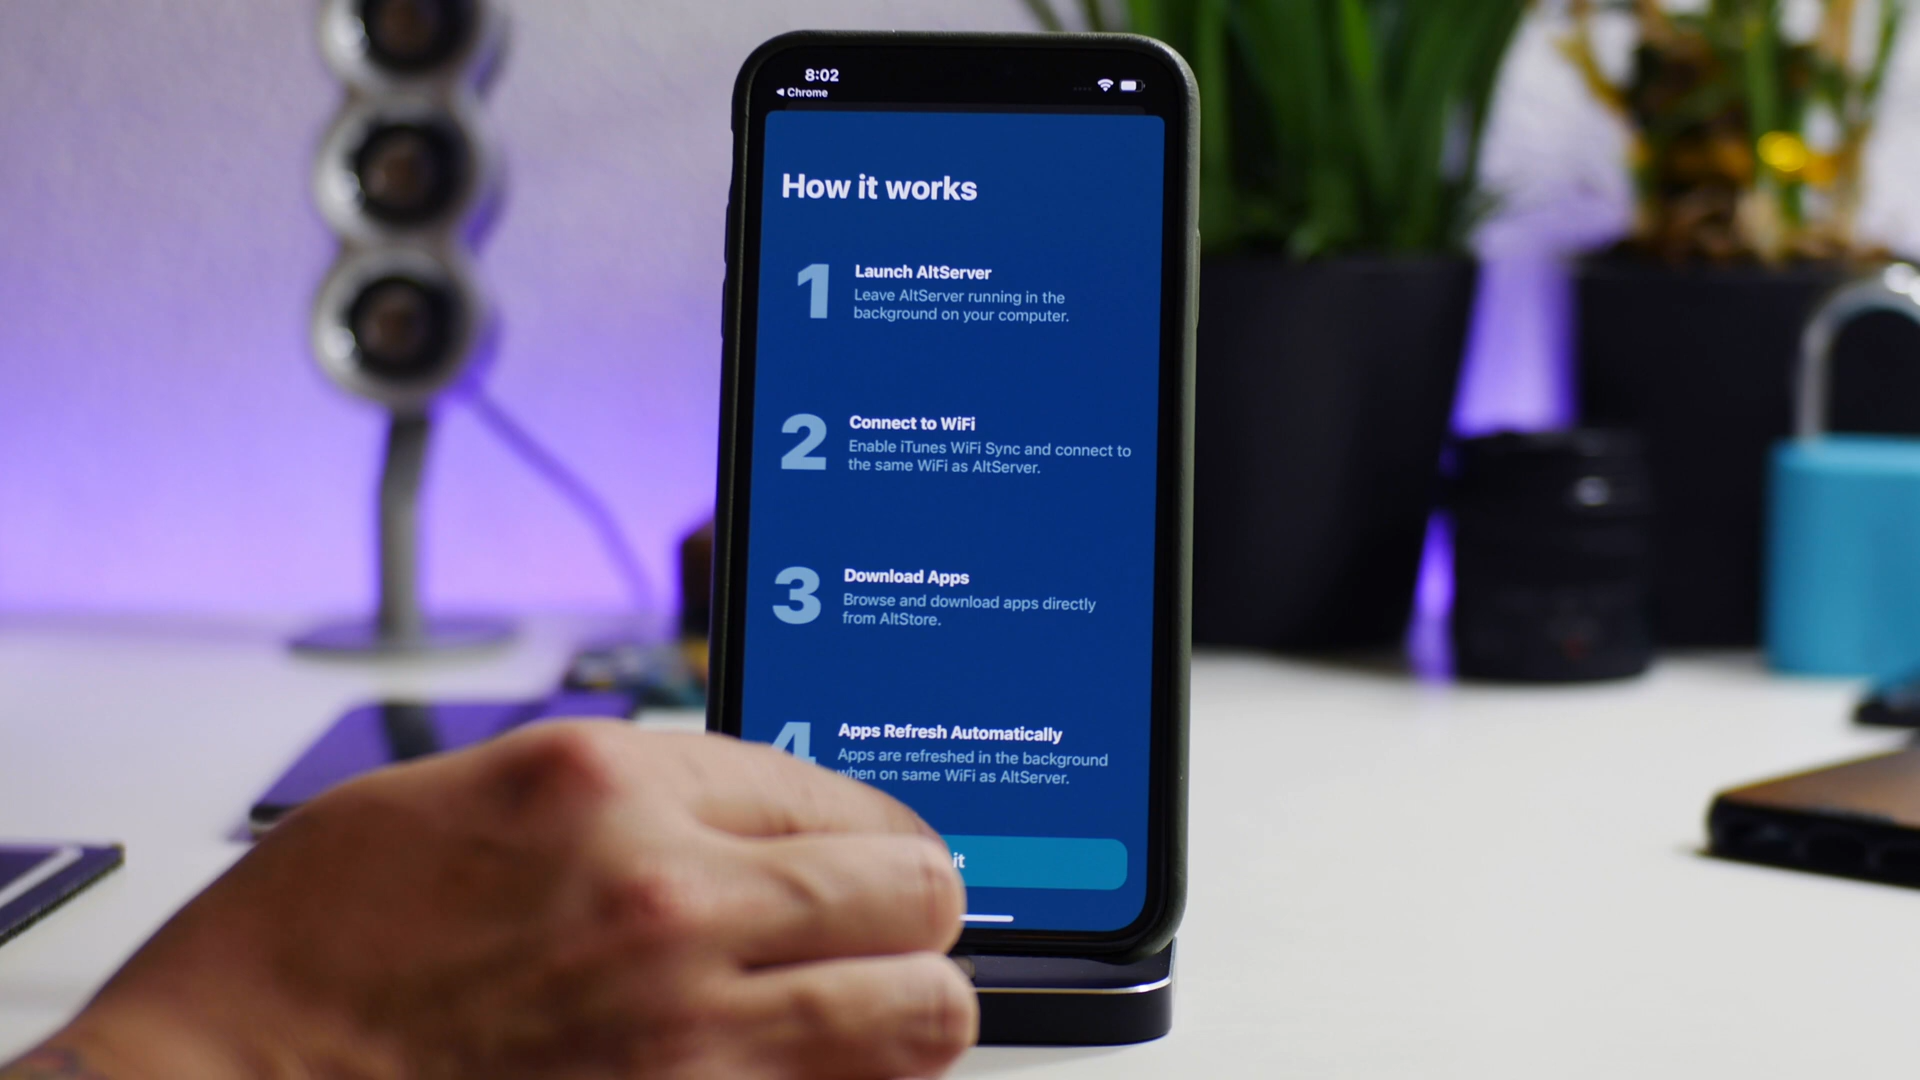 8:02
◀ Chrome
How it works
1
Launch AltServer
Leave AltServer running in the
background on your computer.
2
Connect to WiFi
Enable iTunes WiFi Sync and connect to
the same WiFi as AltServer.
3
Download Apps
Browse and download apps directly
from AltStore.
4
Apps Refresh Automatically
Apps are refreshed in the background
when on same WiFi as AltServer.
it